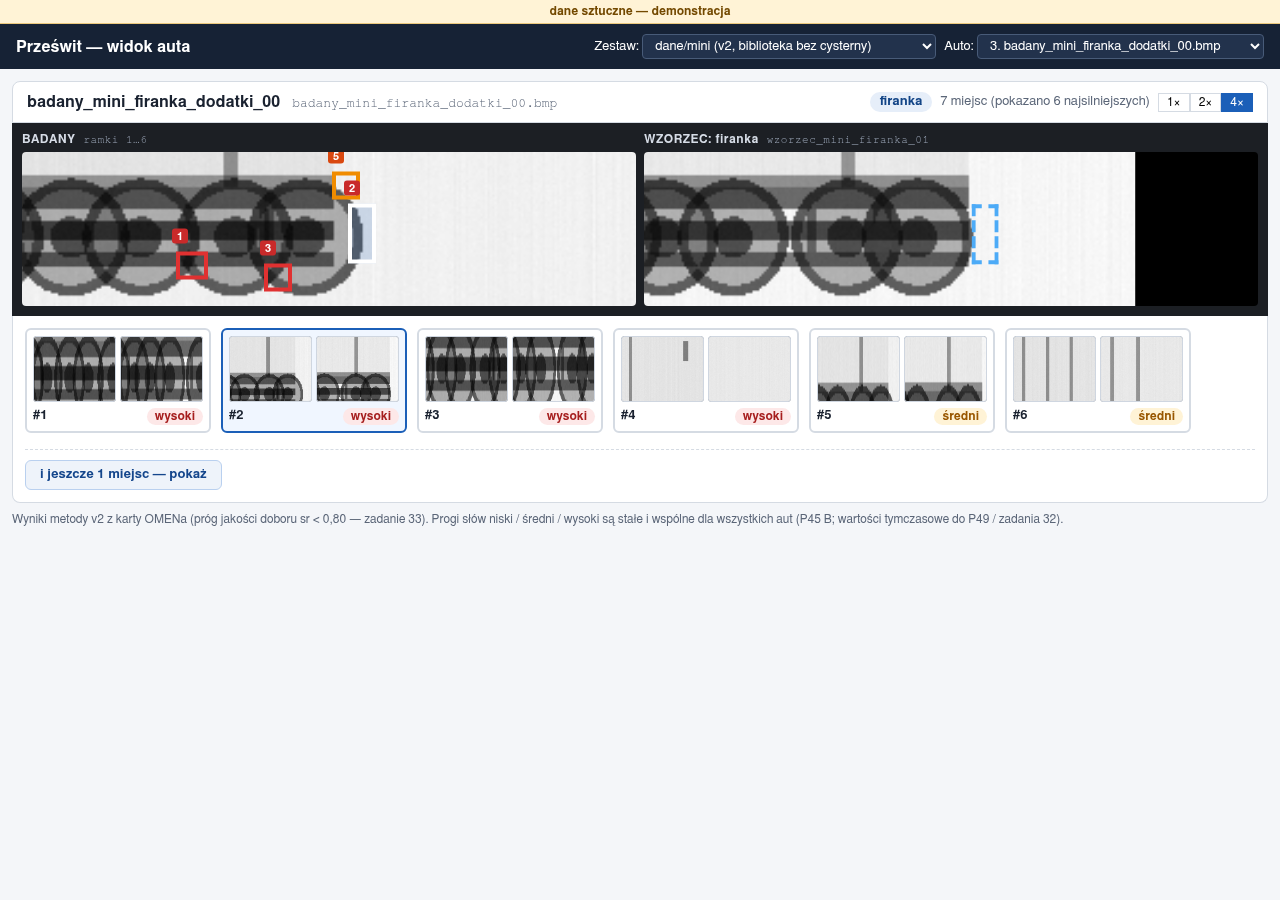 dane sztuczne — demonstracja
Prześwit — widok auta
Zestaw: dane/mini (v2, biblioteka bez cysterny) Auto: 3. badany_mini_firanka_dodatki_00.bmp
badany_mini_firanka_dodatki_00 badany_mini_firanka_dodatki_00.bmp
firanka 7 miejsc (pokazano 6 najsilniejszych) 1× 2× 4×
BADANY ramki 1…6
WZORZEC: firanka wzorzec_mini_firanka_01
5
2
1
3
#1 wysoki
#2 wysoki
#3 wysoki
#4 wysoki
#5 średni
#6 średni
i jeszcze 1 miejsc — pokaż
Wyniki metody v2 z karty OMENa (próg jakości doboru sr < 0,80 — zadanie 33). Progi słów niski / średni / wysoki są stałe i wspólne dla wszystkich aut (P45 B; wartości tymczasowe do P49 / zadania 32).